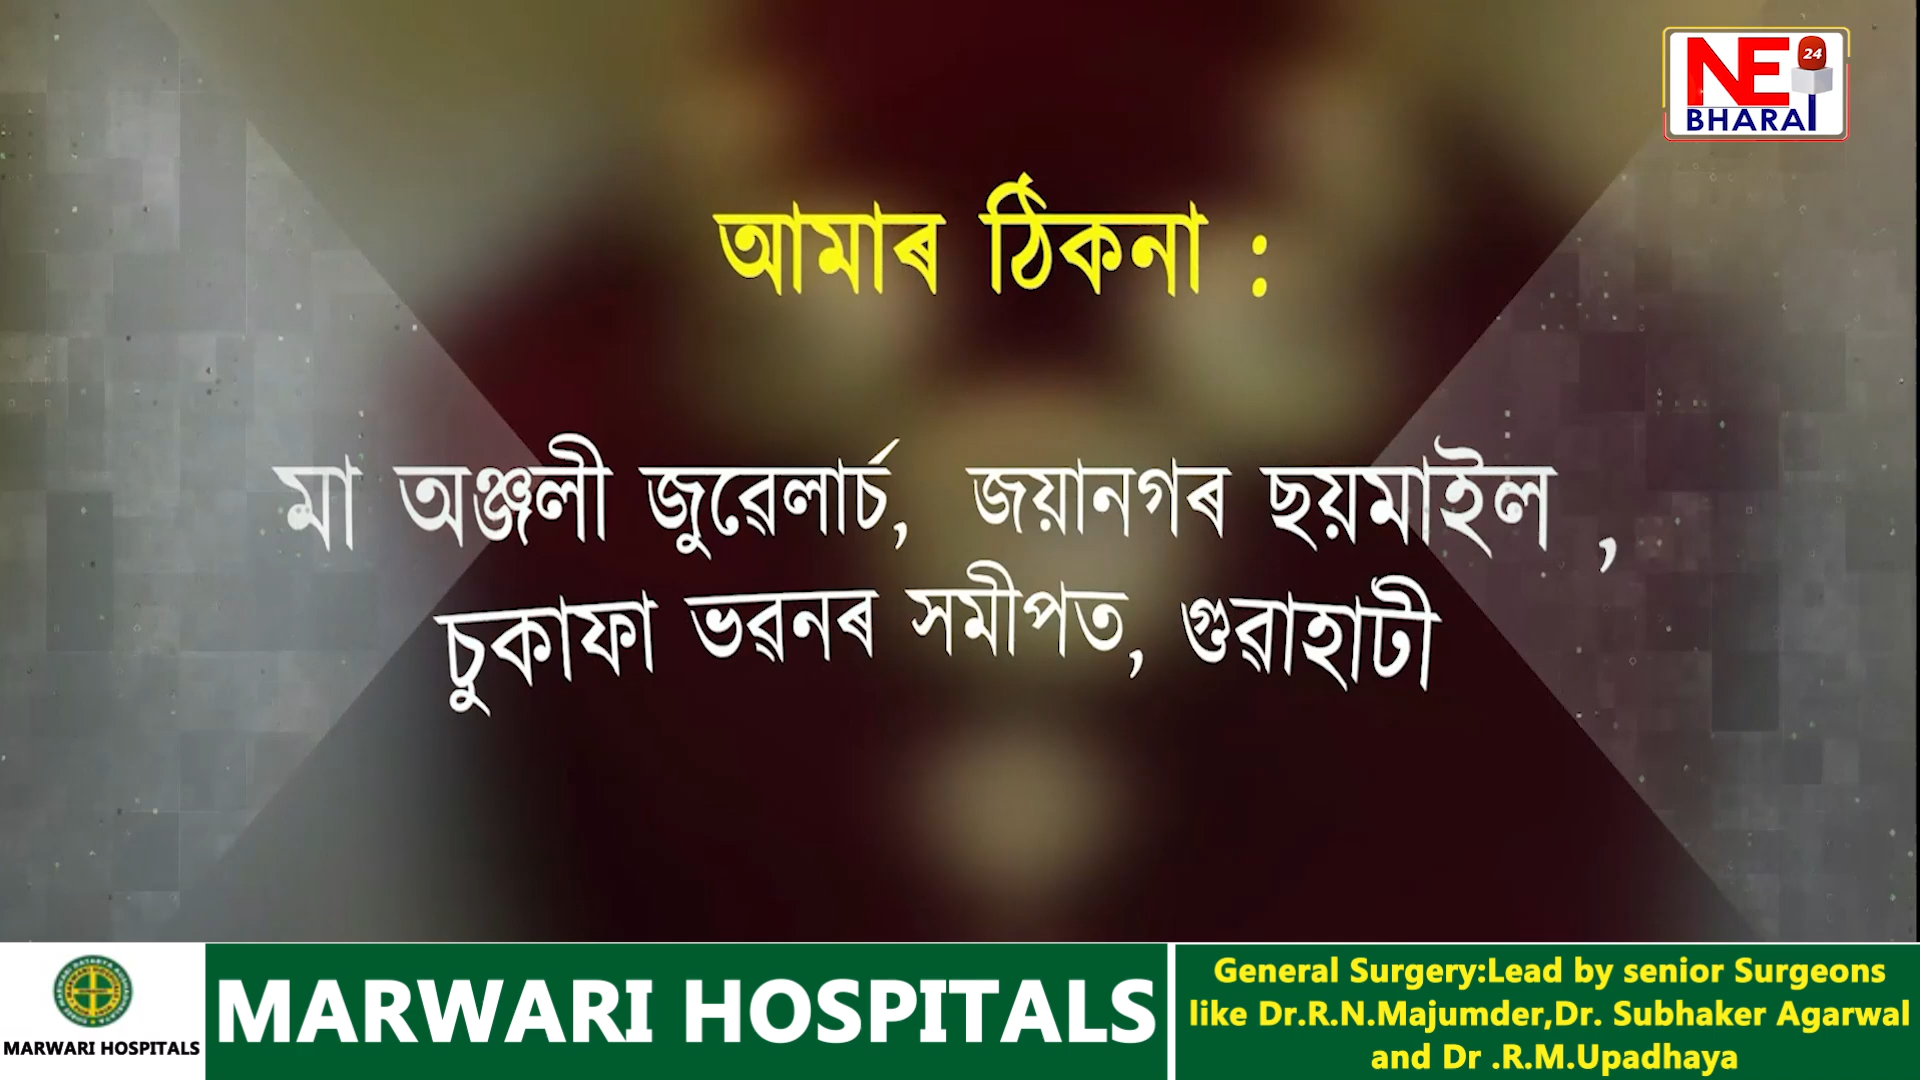 NE 24
BHARAT
আমাৰ ঠিকনা :
মা অঞ্জলী জুৱেলাৰ্চ, জয়ানগৰ ছয়মাইল ,
চুকাফা ভৱনৰ সমীপত, গুৱাহাটী
MARWARI HOSPITALS
MARWARI HOSPITALS
General Surgery:Lead by senior Surgeons
like Dr.R.N.Majumder,Dr. Subhaker Agarwal
and Dr .R.M.Upadhaya